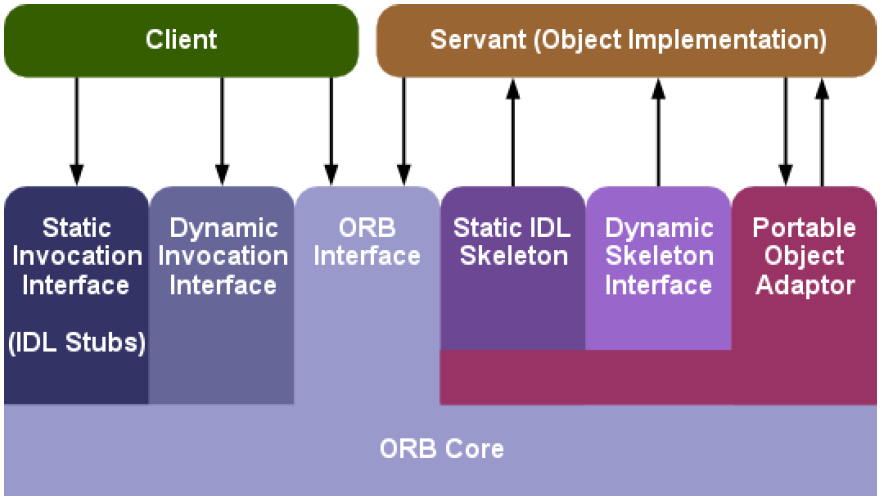 Client
Servant (Object Implementation)
Static
Invocation
Interface
(IDL Stubs)
Dynamic
Invocation
Interface
ORB
Interface
Static IDL
Skeleton
Dynamic
Skeleton
Interface
Portable
Object
Adaptor
ORB Core